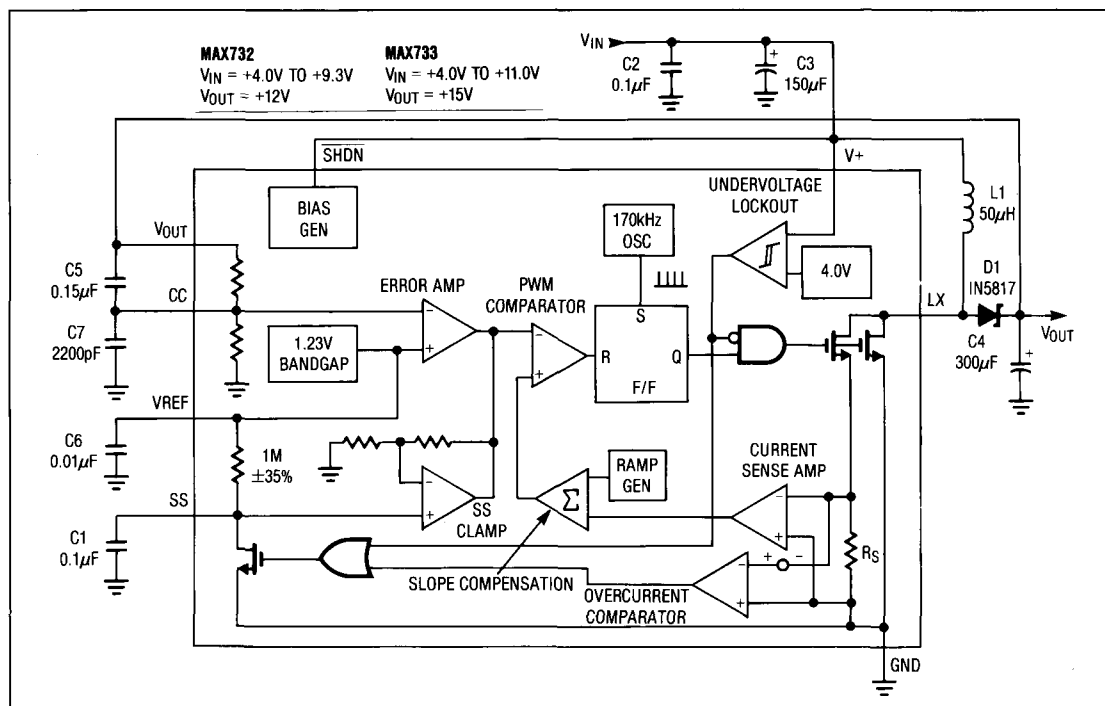 MAX732
VIN = +4.0V TO +9.3V
VOUT = +12V
MAX733
VIN = +4.0V TO +11.0V
VOUT = +15V
VIN
C2
0.1µF
+
C3
150µF
SHDN
V+
BIAS
GEN
UNDERVOLTAGE
LOCKOUT
L1
50µH
170kHz
OSC
4.0V
VOUT
C5
0.15µF
CC
C7
2200pF
ERROR AMP
-
+
1.23V
BANDGAP
PWM
COMPARATOR
-
+
S
R
Q
F/F
LX
D1
IN5817
VOUT
C4
300µF
+
VREF
C6
0.01µF
1M
±35%
SS
C1
0.1µF
-
+
SS
CLAMP
Σ
RAMP
GEN
CURRENT
SENSE AMP
-
+
RS
SLOPE COMPENSATION
OVERCURRENT
COMPARATOR
-
+
+ -
GND